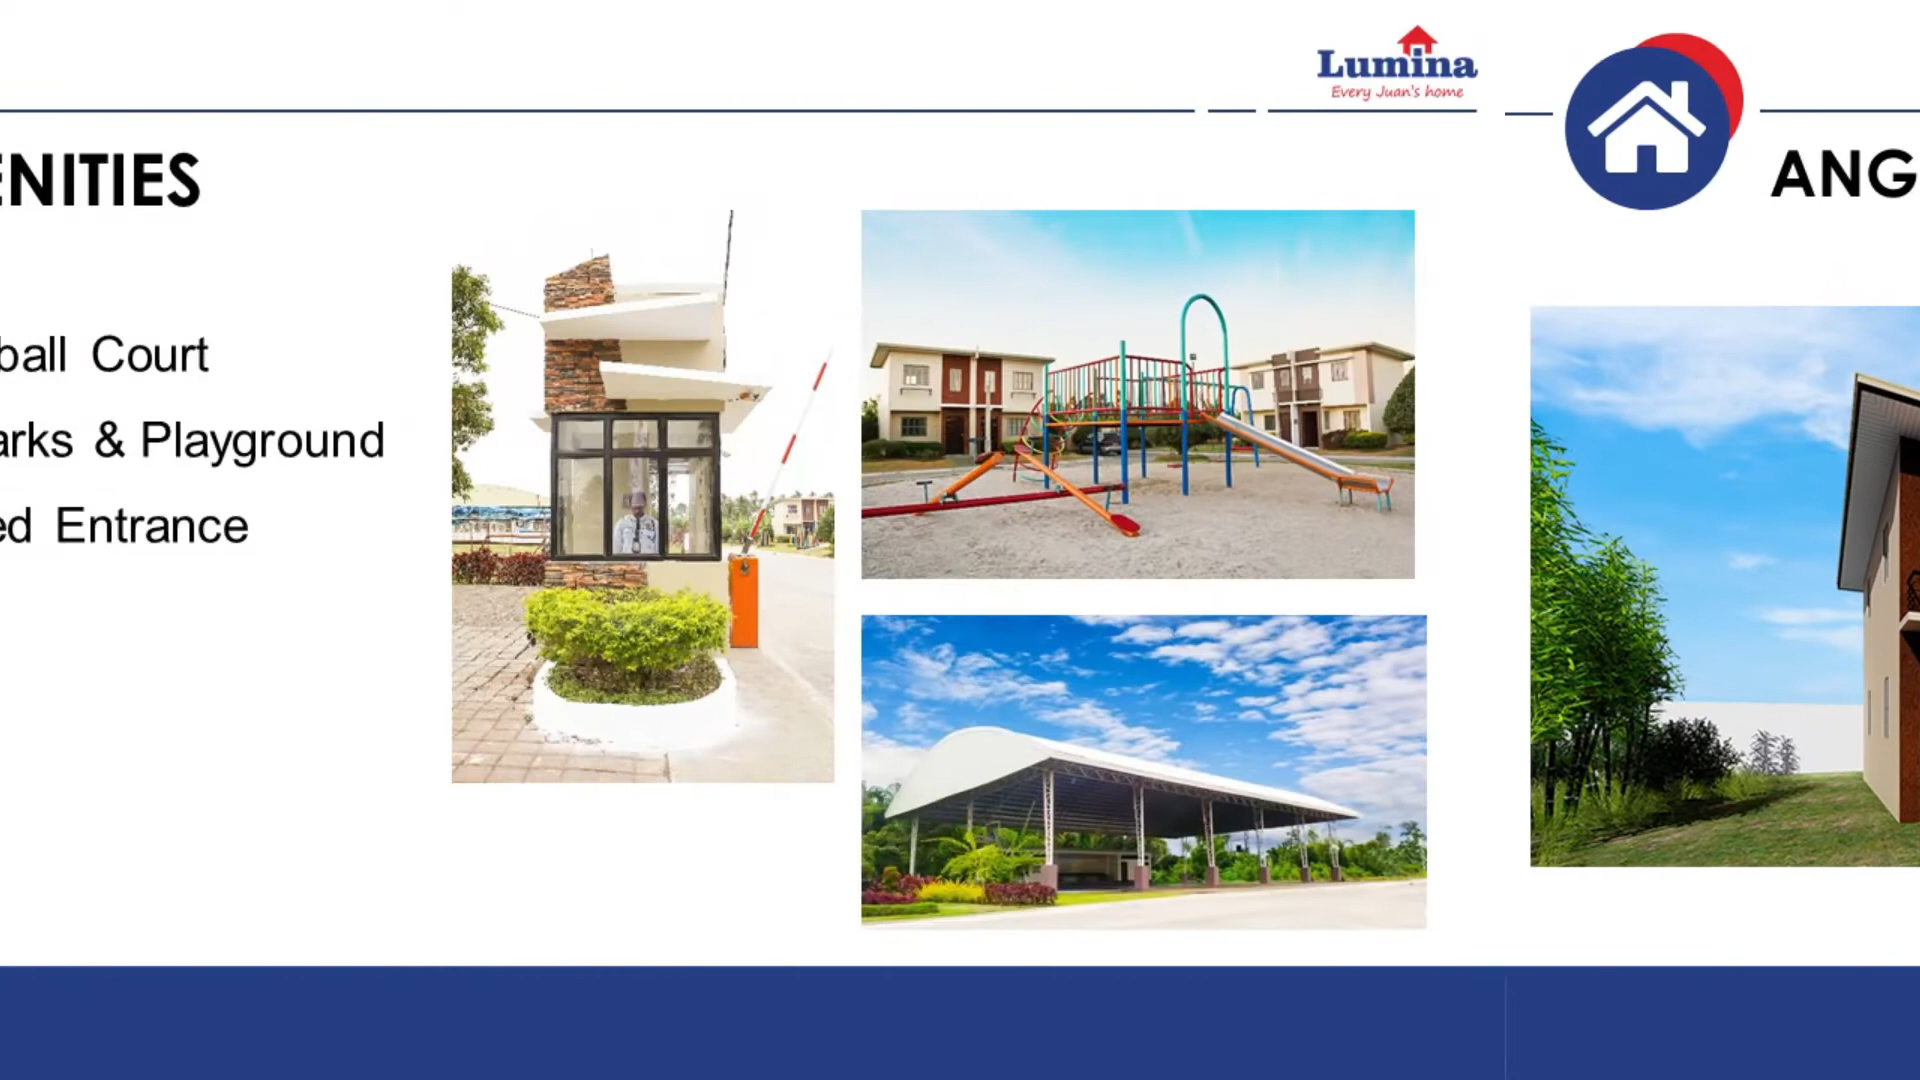 Lumina
Every Juan's home
ENITIES
ANG
ball Court
arks & Playground
ed Entrance